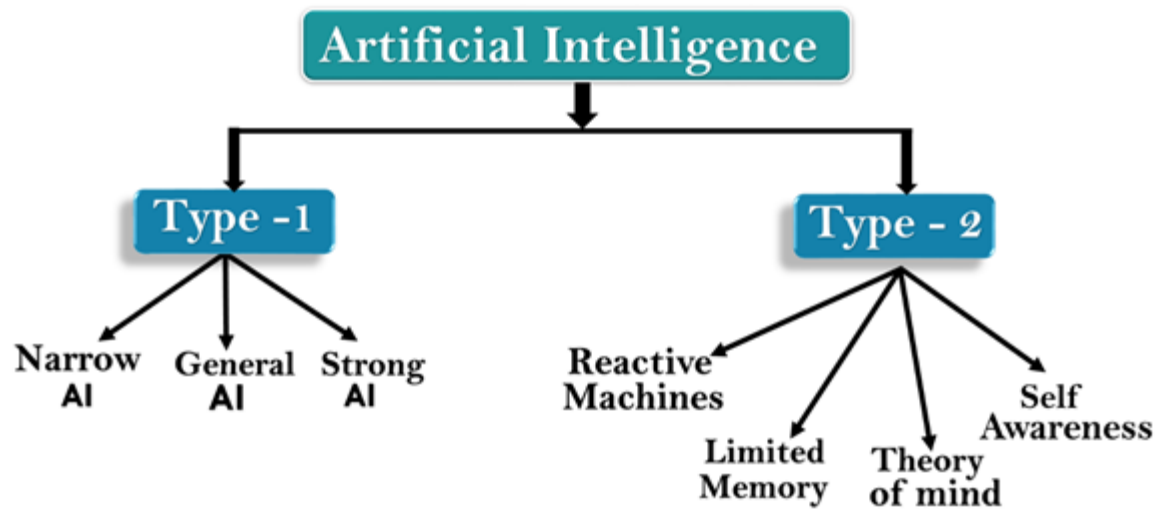 Artificial Intelligence
Type -1
Type - 2
Narrow
AI
General
AI
Strong
AI
Reactive
Machines
Limited
Memory
Theory
of mind
Self
Awareness